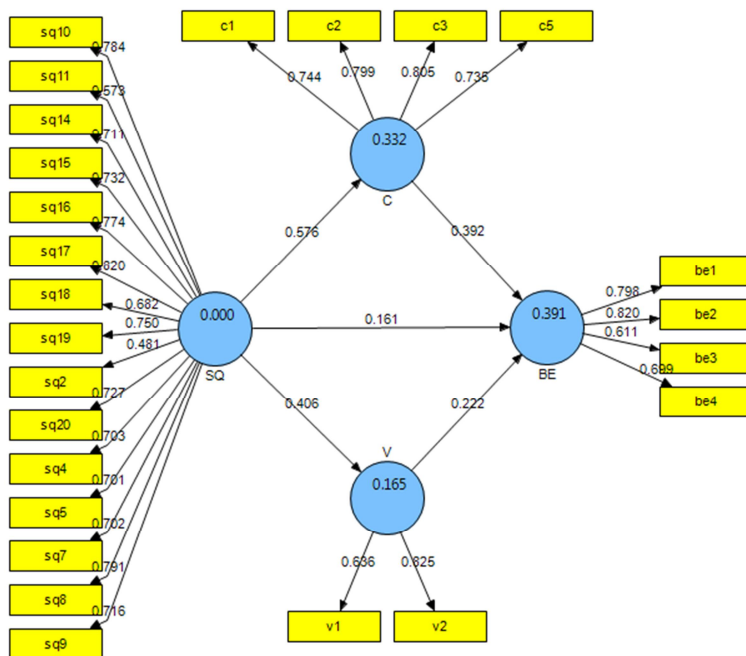 sq10
sq11
sq14
sq15
sq16
sq17
sq18
sq19
sq2
sq20
sq4
sq5
sq7
sq8
sq9
0.784
0.573
0.711
0.732
0.774
0.820
0.682
0.750
0.481
0.727
0.703
0.701
0.702
0.791
0.716
0.000
SQ
c1
c2
c3
c5
0.744
0.799
0.805
0.735
0.332
C
0.576
0.392
0.161
0.406
0.222
V
0.165
0.636
0.825
v1
v2
0.391
BE
0.798
0.820
0.611
0.699
be1
be2
be3
be4